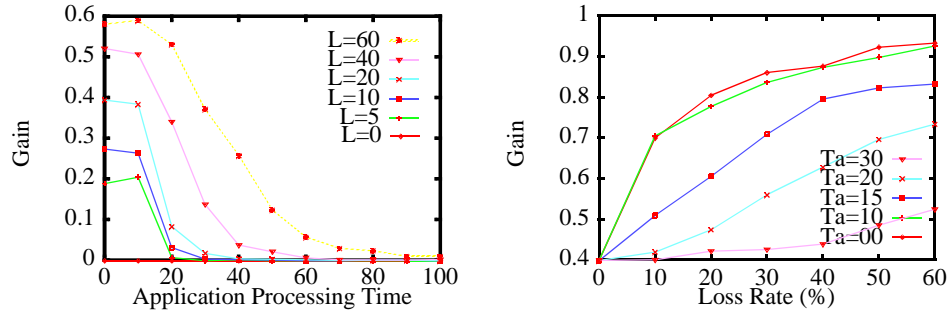 0.6
0.5
0.4
0.3
0.2
0.1
0
Gain
L=60
L=40
L=20
L=10
L=5
L=0
0 20 40 60 80 100
Application Processing Time
1
0.9
0.8
0.7
0.6
0.5
0.4
Gain
Ta=30
Ta=20
Ta=15
Ta=10
Ta=00
0 10 20 30 40 50 60
Loss Rate (%)